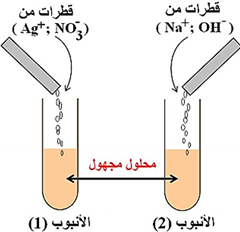 قطرات من
(Ag⁺; NO₃⁻)
قطرات من
(Na⁺; OH⁻)
محلول مجهول
الأنبوب (1)
الأنبوب (2)